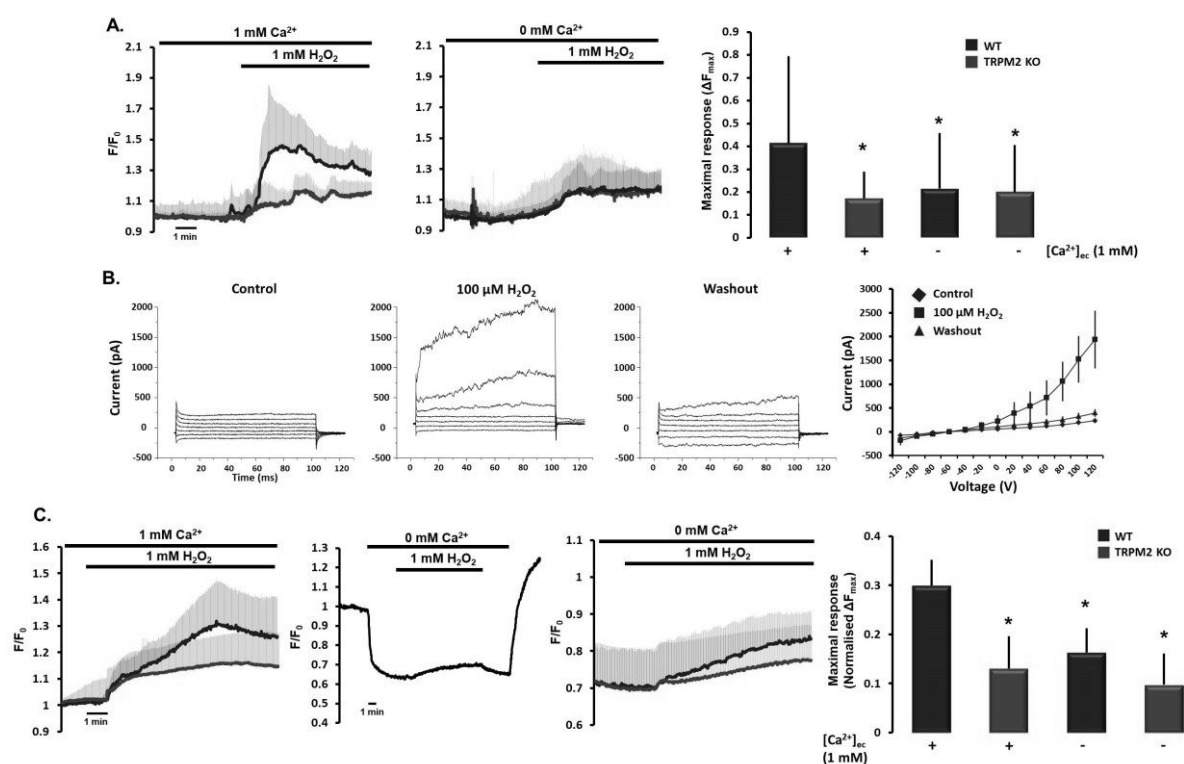 A.
1 mM Ca²⁺
1 mM H₂O₂
F/F₀
2.1
1.9
1.7
1.5
1.3
1.1
0.9
1 min
0 mM Ca²⁺
1 mM H₂O₂
2.1
1.9
1.7
1.5
1.3
1.1
0.9
Maximal response (ΔFmax)
0.9
0.8
0.7
0.6
0.5
0.4
0.3
0.2
0.1
0
WT
TRPM2 KO
* * *
+ + - - [Ca²⁺]ec (1 mM)
B.
Control
Current (pA)
2000
1500
1000
500
0
-500
0 20 40 60 80 100 120
Time (ms)
100 µM H₂O₂
2000
1500
1000
500
0
-500
0 20 40 60 80 100 120
Washout
2000
1500
1000
500
0
-500
0 20 40 60 80 100 120
Current (pA)
3000
2500
2000
1500
1000
500
0
-500
Control
100 µM H₂O₂
Washout
-120 -100 -80 -60 -40 -20 0 20 40 60 80 100 120
Voltage (V)
C.
1 mM Ca²⁺
1 mM H₂O₂
F/F₀
1.6
1.5
1.4
1.3
1.2
1.1
1
0.9
1 min
0 mM Ca²⁺
1 mM H₂O₂
F/F₀
1.3
1.2
1.1
1
0.9
0.8
0.7
0.6
0.5
0.4
1 min
0 mM Ca²⁺
1 mM H₂O₂
F/F₀
1.1
1
0.9
0.8
0.7
0.6
Maximal response
(Normalised ΔFmax)
0.4
0.3
0.2
0.1
0
WT
TRPM2 KO
* * *
[Ca²⁺]ec
(1 mM)
+ + - -